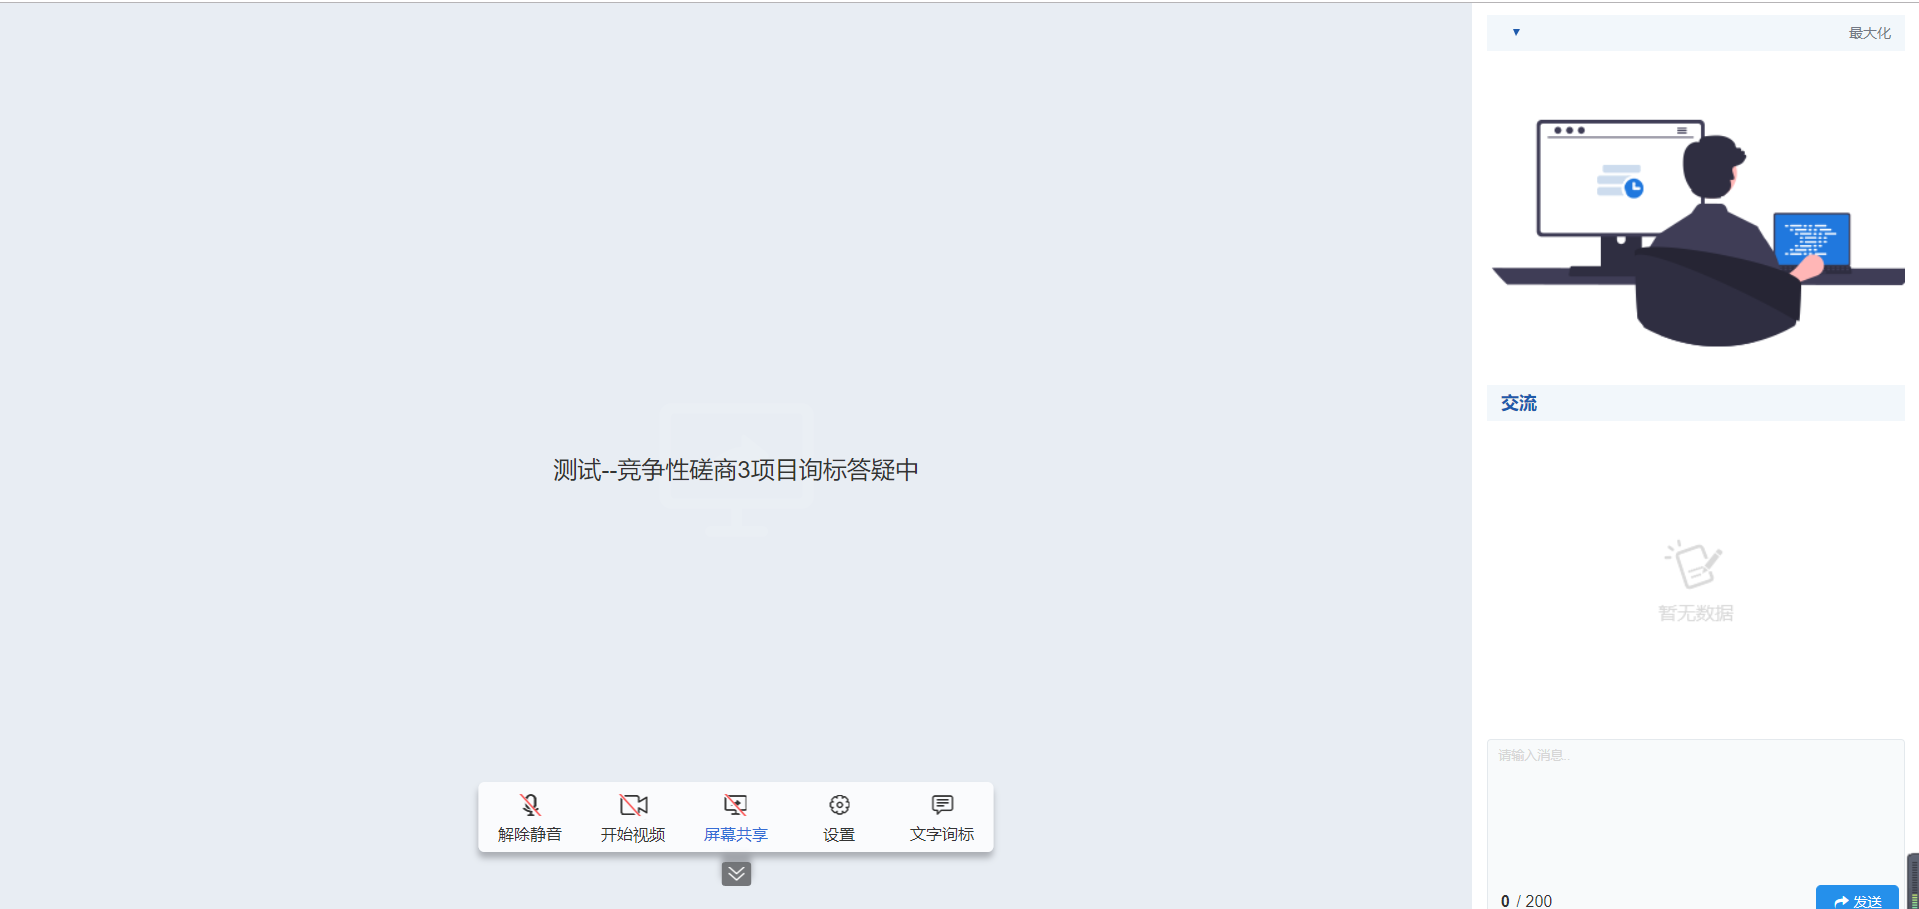 ▼ 最大化
测试--竞争性磋商3项目询标答疑中
交流
暂无数据
请输入消息..
解除静音 开始视频 屏幕共享 设置 文字询标
0 / 200 发送